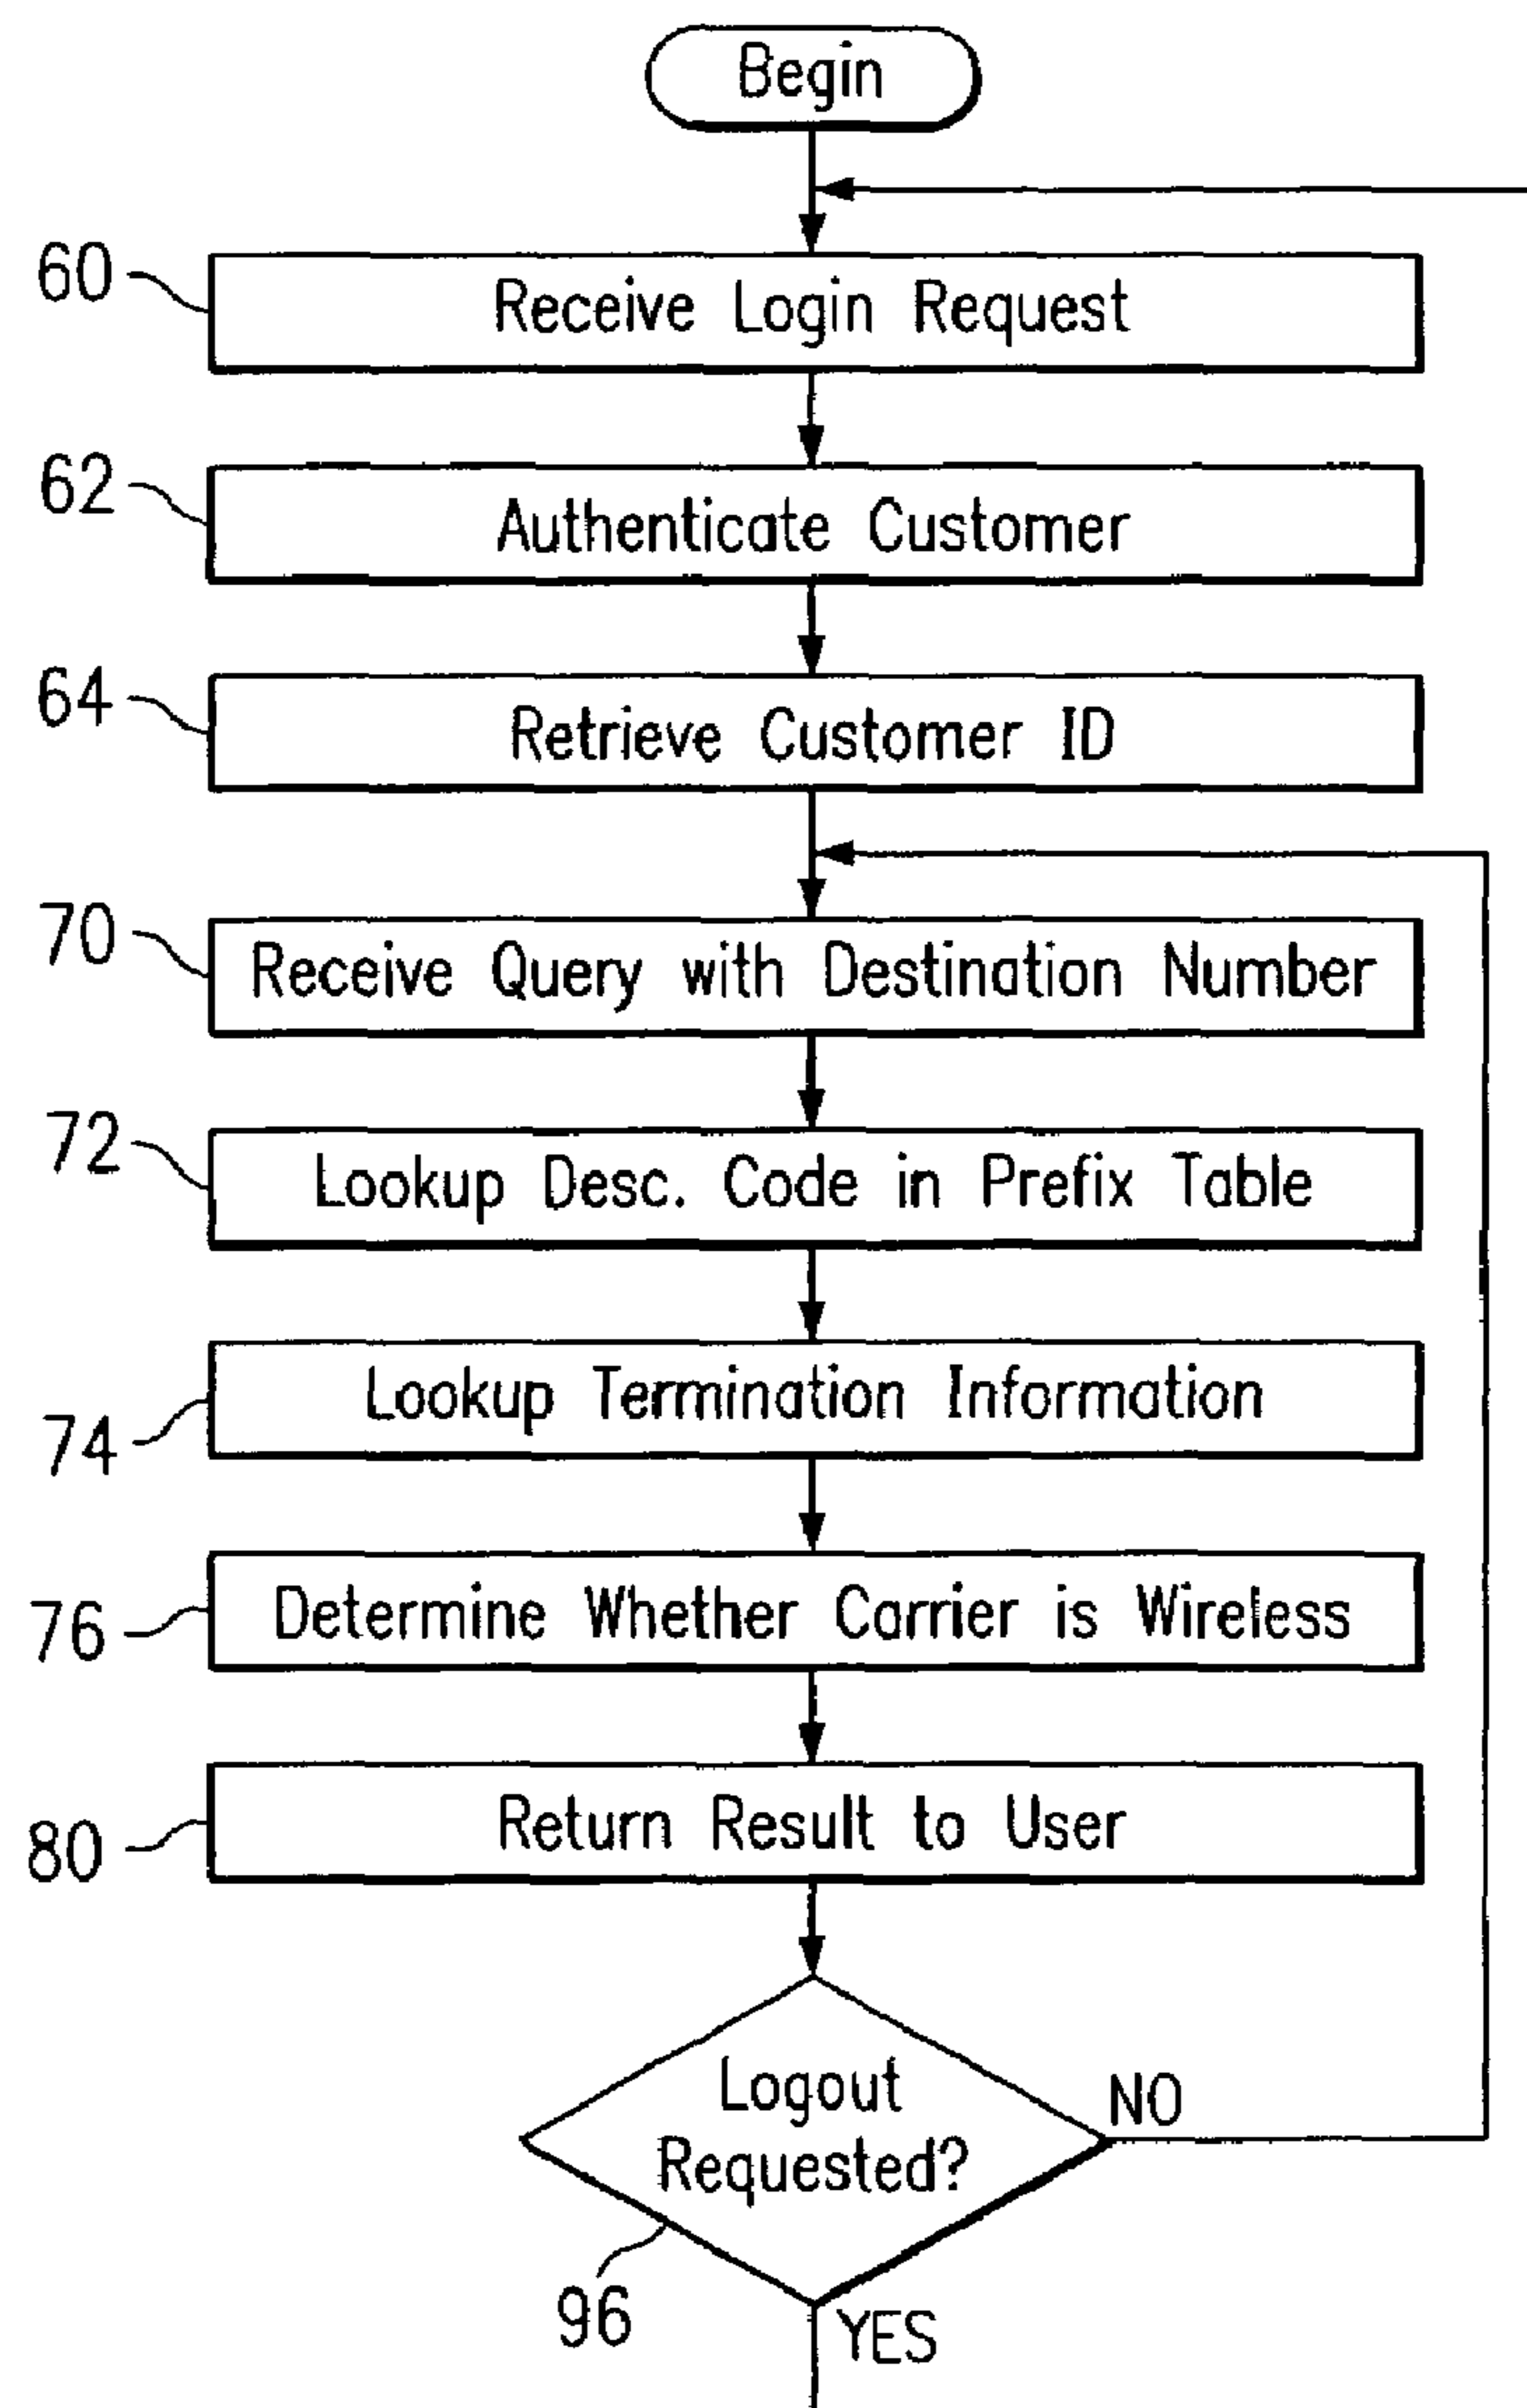 Begin
60
Receive Login Request
62
Authenticate Customer
64
Retrieve Customer ID
70
Receive Query with Destination Number
72
Lookup Desc. Code in Prefix Table
74
Lookup Termination Information
76
Determine Whether Carrier is Wireless
80
Return Result to User
Logout
Requested?
NO
96
YES